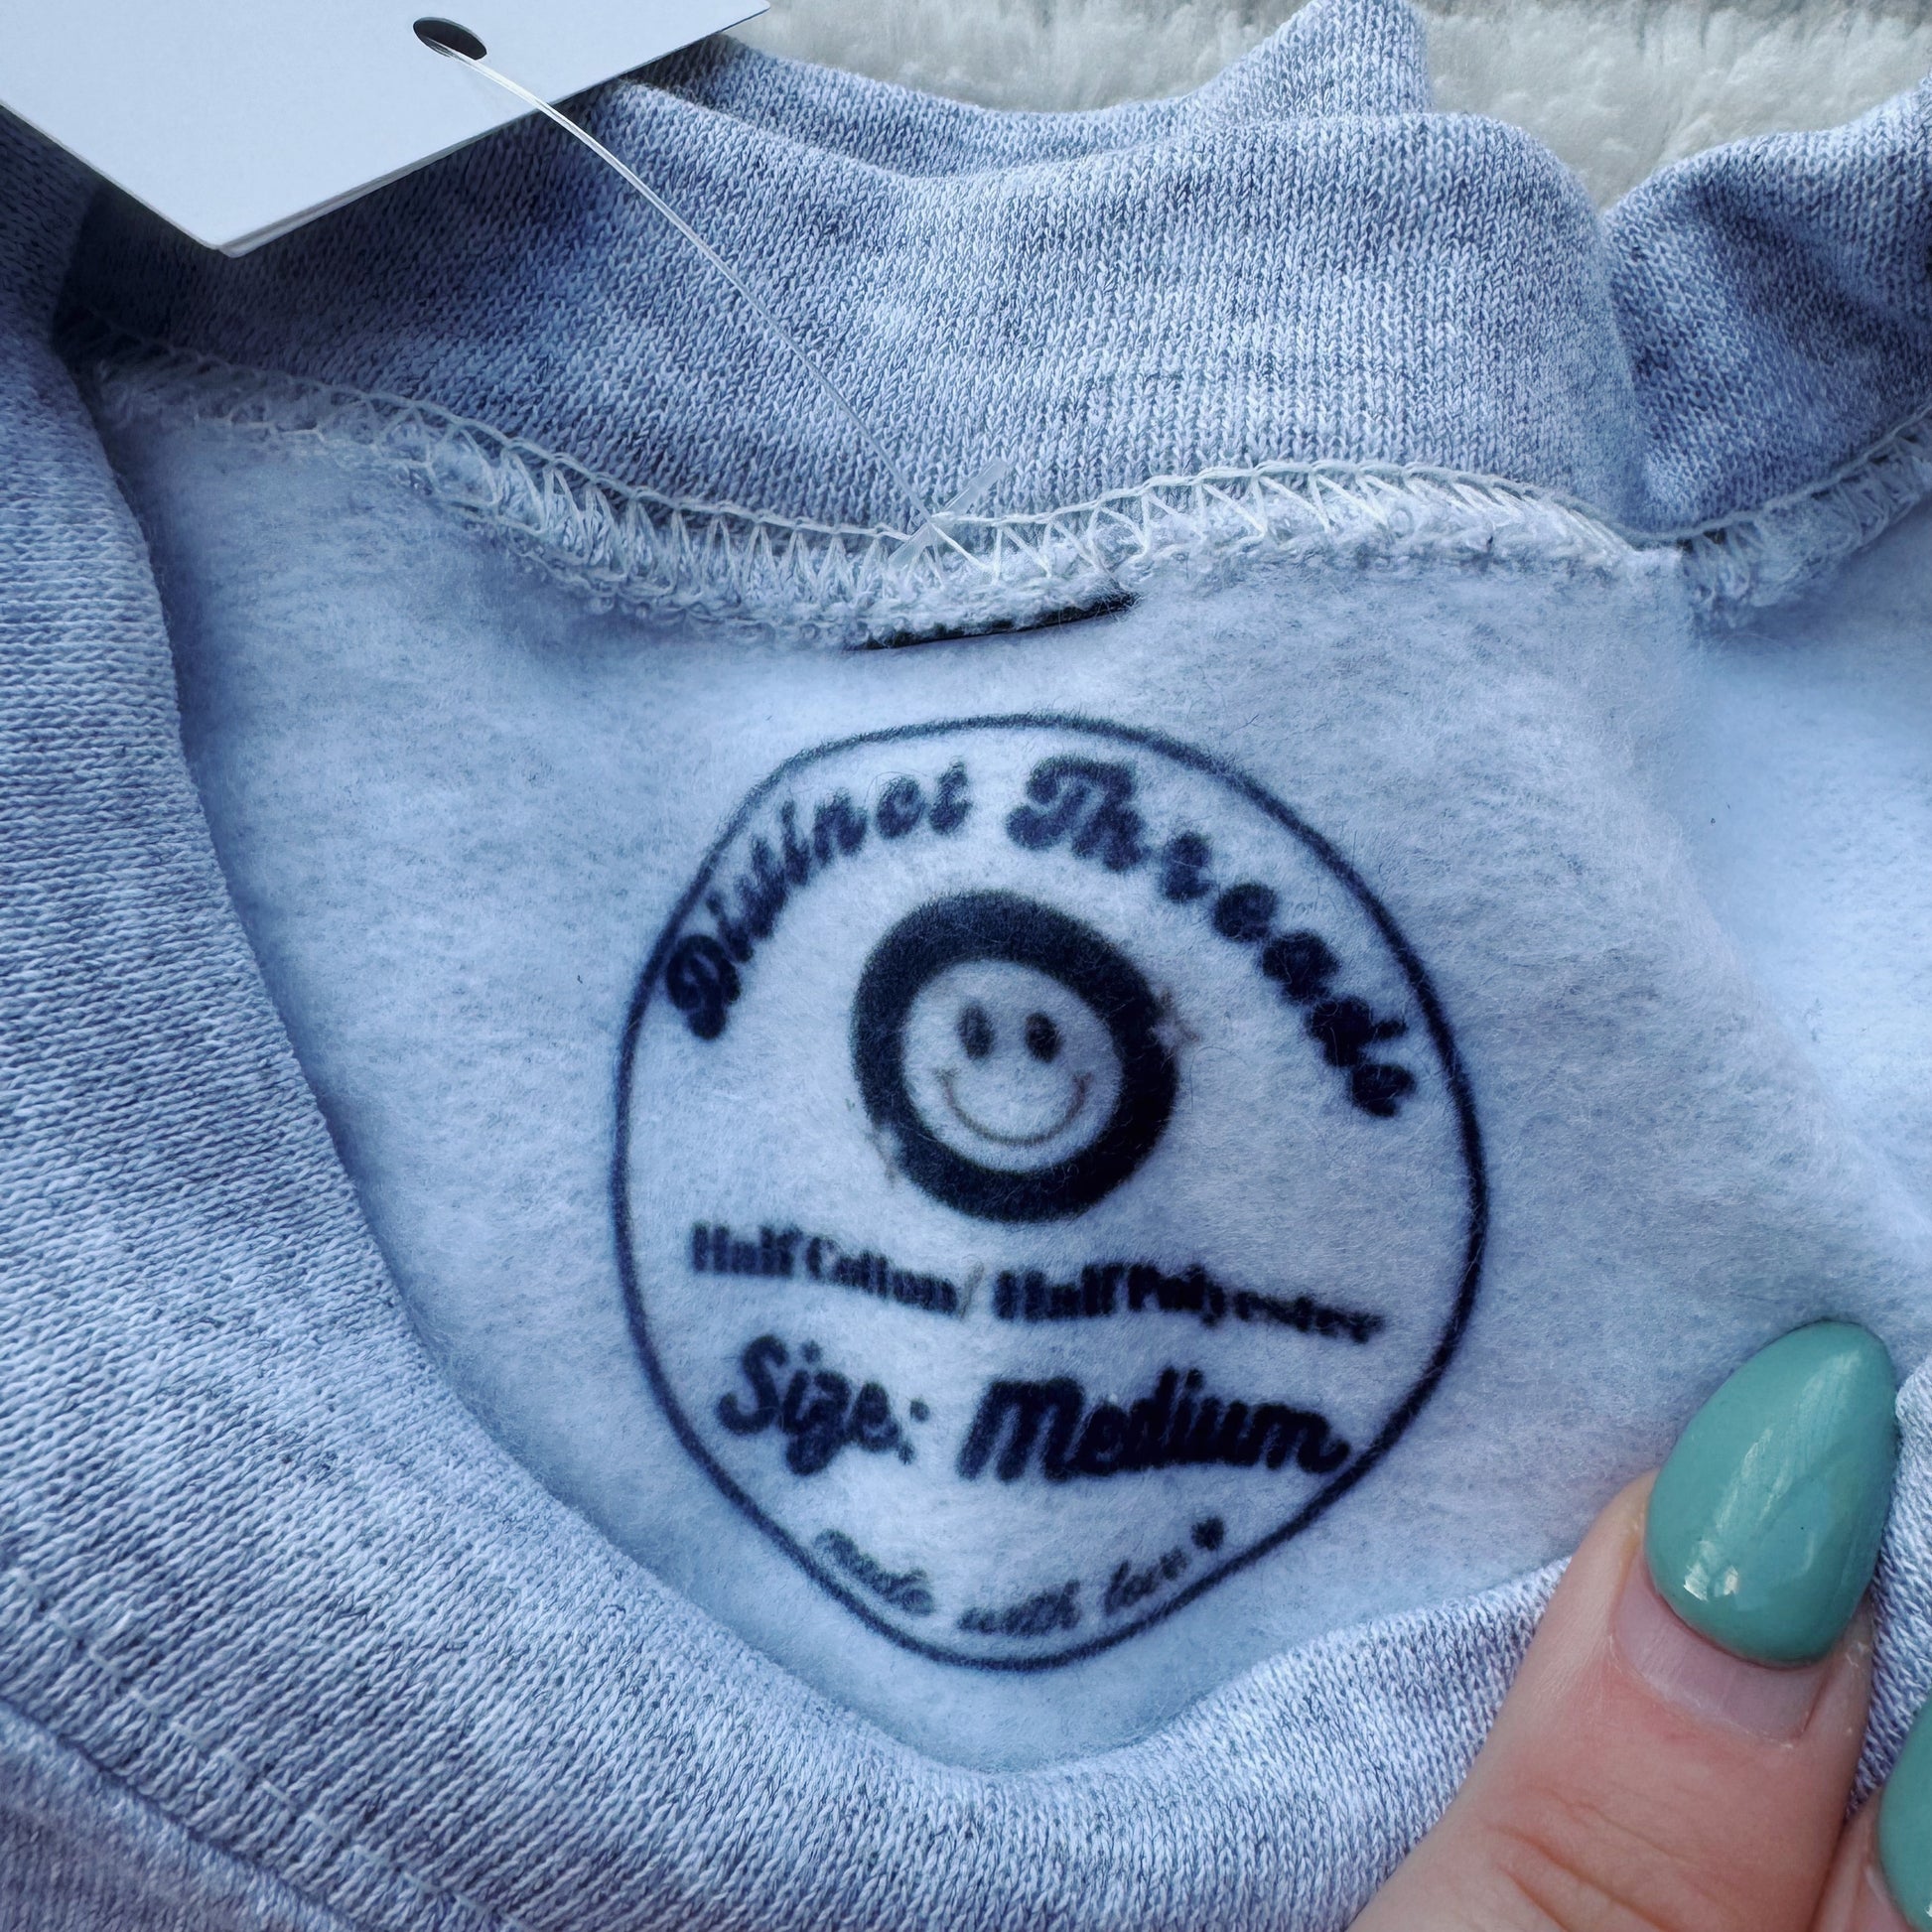 Distinct Threads
Half Cotton/ Half Polyester
Size: Medium
made with love